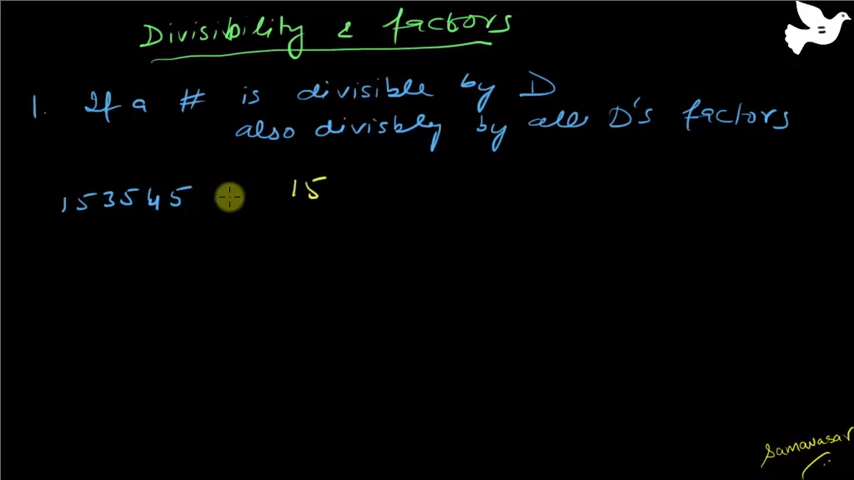 Divisibility & factors
1. If a # is divisible by D
also divisbly by all D's factors
153545 15
Samavasar